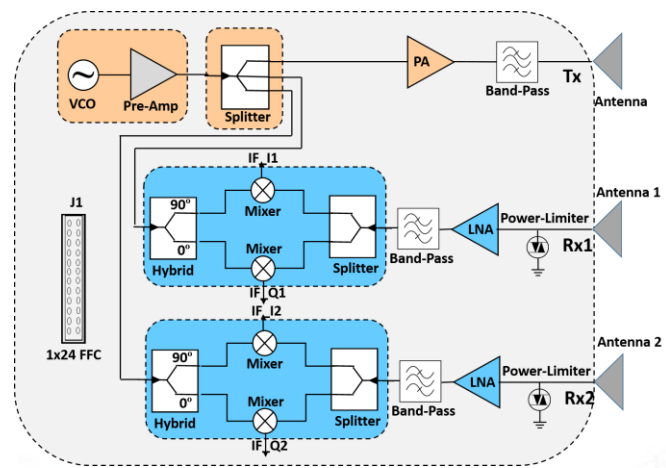 VCO
Pre-Amp
Splitter
PA
Band-Pass
Tx
Antenna
IF_I1
90°
Mixer
0°
Mixer
Hybrid
Splitter
IF_Q1
Band-Pass
LNA
Power-Limiter
Rx1
Antenna 1
J1
1x24 FFC
IF_I2
90°
Mixer
0°
Mixer
Hybrid
Splitter
IF_Q2
Band-Pass
LNA
Power-Limiter
Rx2
Antenna 2